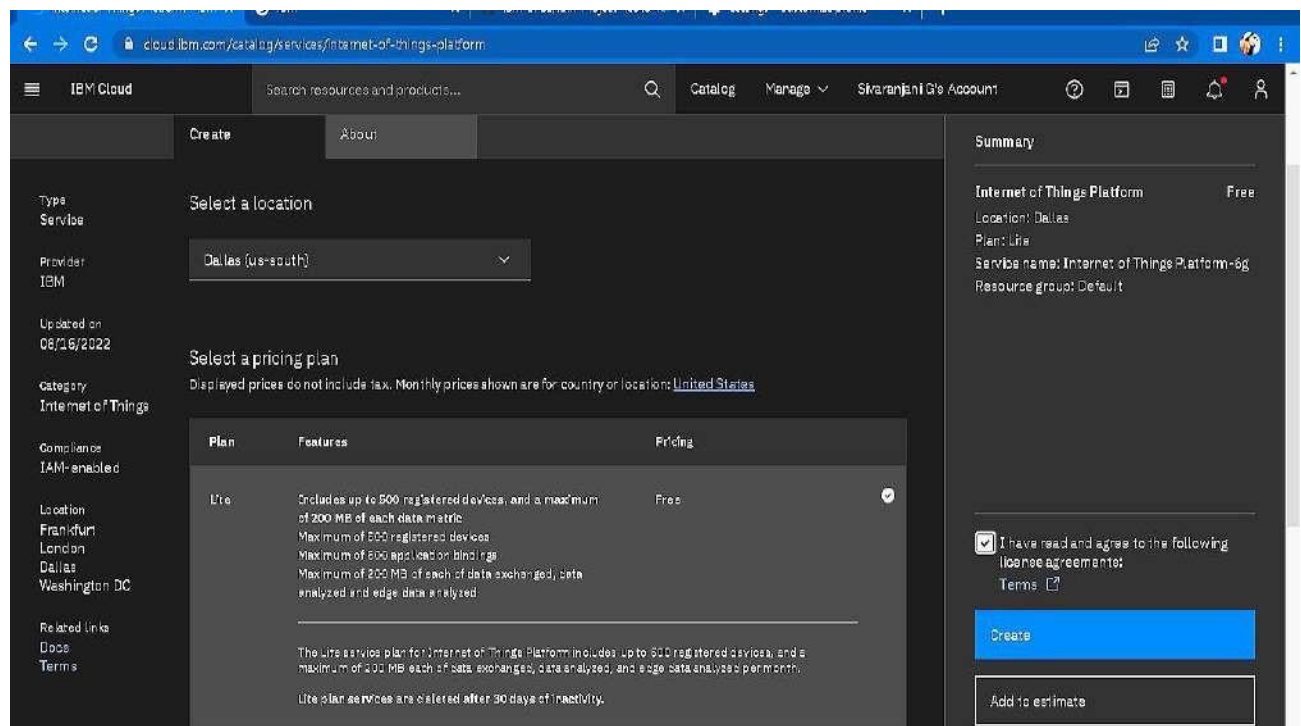 cloud.ibm.com/catalog/services/internet-of-things-platform
IBM Cloud
Search resources and products...
Catalog
Manage
Sivaranjani G's Account
Create
About
Type
Service
Provider
IBM
Updated on
08/16/2022
Category
Internet of Things
Compliance
IAM-enabled
Location
Frankfurt
London
Dallas
Washington DC
Related links
Docs
Terms
Select a location
Dallas (us-south)
Select a pricing plan
Displayed prices do not include tax. Monthly prices shown are for country or location: United States
Plan
Features
Pricing
Lite
Includes up to 500 registered devices, and a maximum
of 200 MB of each data metric
Maximum of 500 registered devices
Maximum of 500 application bindings
Maximum of 200 MB of each of data exchanged, data
analyzed and edge data analyzed
Free
The Lite service plan for Internet of Things Platform includes up to 500 registered devices, and a
maximum of 200 MB each of data exchanged, data analyzed, and edge data analyzed per month.
Lite plan services are deleted after 30 days of inactivity.
Summary
Internet of Things Platform Free
Location: Dallas
Plan: Lite
Service name: Internet of Things Platform-6g
Resource group: Default
I have read and agree to the following
license agreements:
Terms
Create
Add to estimate